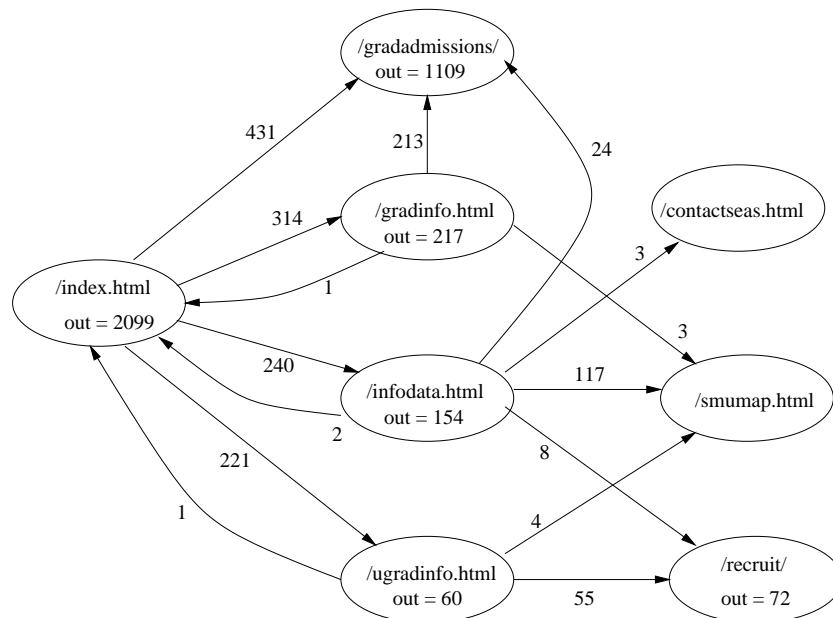 /gradadmissions/
out = 1109
431
213
24
/gradinfo.html
out = 217
/contactseas.html
314
3
1
/index.html
out = 2099
3
240
117
/infodata.html
out = 154
/smumap.html
2
8
221
1
4
/ugradinfo.html
out = 60
55
/recruit/
out = 72